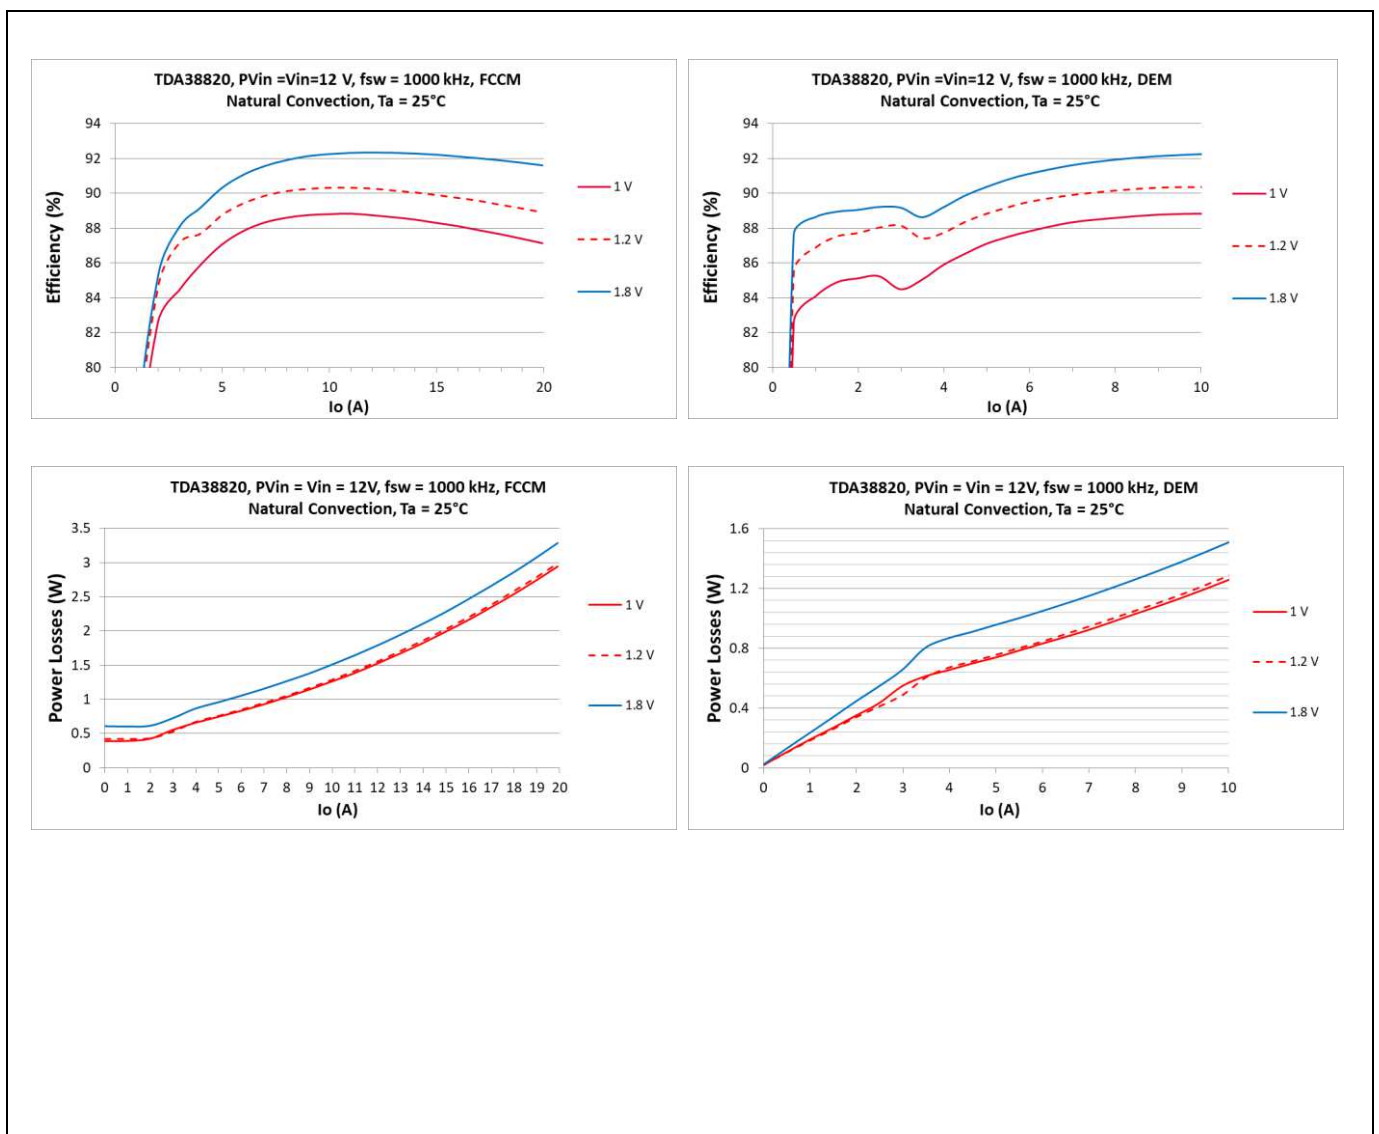 TDA38820, PVin =Vin=12 V, fsw = 1000 kHz, FCCM
Natural Convection, Ta = 25°C
94
92
90
88
86
84
82
80
Efficiency (%)
0 5 10 15 20
Io (A)
1 V
1.2 V
1.8 V
TDA38820, PVin =Vin=12 V, fsw = 1000 kHz, DEM
Natural Convection, Ta = 25°C
94
92
90
88
86
84
82
80
Efficiency (%)
0 2 4 6 8 10
Io (A)
1 V
1.2 V
1.8 V
TDA38820, PVin = Vin = 12V, fsw = 1000 kHz, FCCM
Natural Convection, Ta = 25°C
3.5
3
2.5
2
1.5
1
0.5
0
Power Losses (W)
0 1 2 3 4 5 6 7 8 9 10 11 12 13 14 15 16 17 18 19 20
Io (A)
1 V
1.2 V
1.8 V
TDA38820, PVin = Vin = 12V, fsw = 1000 kHz, DEM
Natural Convection, Ta = 25°C
1.6
1.2
0.8
0.4
0
Power Losses (W)
0 1 2 3 4 5 6 7 8 9 10
Io (A)
1 V
1.2 V
1.8 V